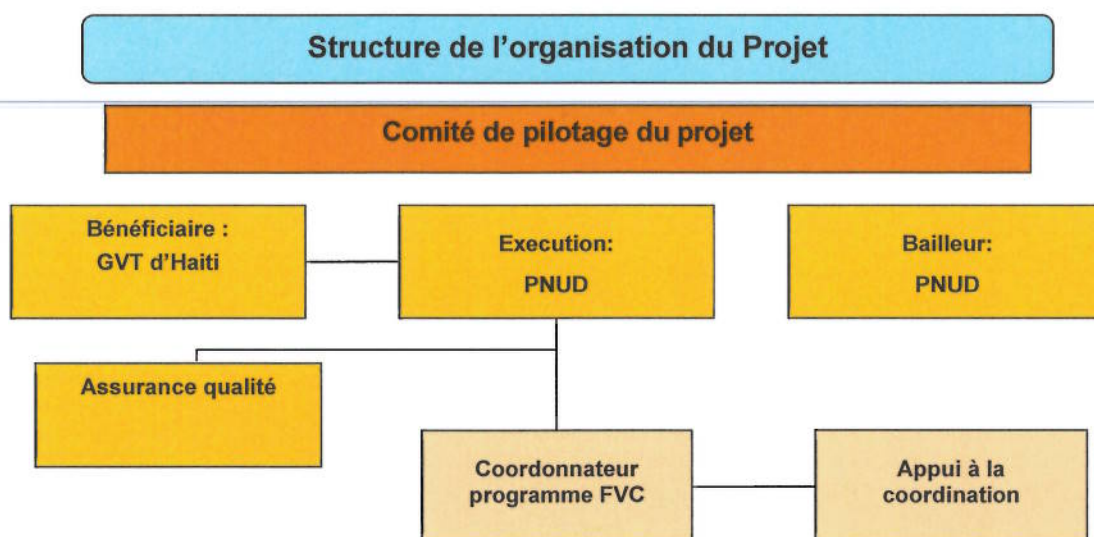 Structure de l'organisation du Projet
Comité de pilotage du projet
Bénéficiaire :
GVT d'Haiti
Execution:
PNUD
Bailleur:
PNUD
Assurance qualité
Coordonnateur
programme FVC
Appui à la
coordination